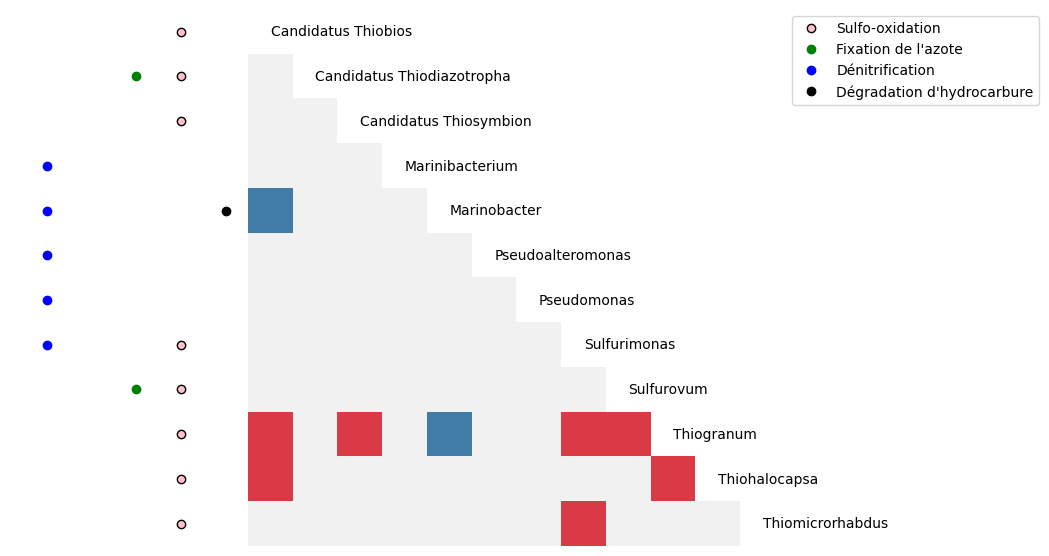 Candidatus Thiobios
Candidatus Thiodiazotropha
Candidatus Thiosymbion
Marinibacterium
Marinobacter
Pseudoalteromonas
Pseudomonas
Sulfurimonas
Sulfurovum
Thiogranum
Thiohalocapsa
Thiomicrorhabdus
Sulfo-oxidation
Fixation de l'azote
Dénitrification
Dégradation d'hydrocarbure